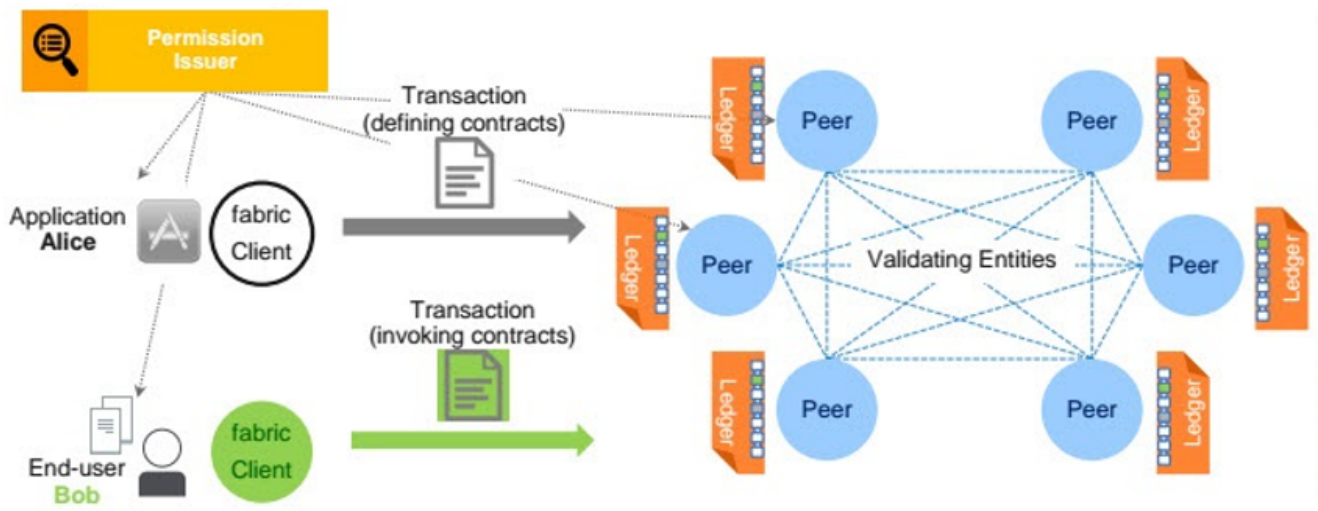 Permission
Issuer
Transaction
(defining contracts)
Application
Alice
fabric
Client
Transaction
(invoking contracts)
End-user
Bob
fabric
Client
Ledger
Peer
Peer
Ledger
Ledger
Peer
Validating Entities
Peer
Ledger
Ledger
Peer
Peer
Ledger